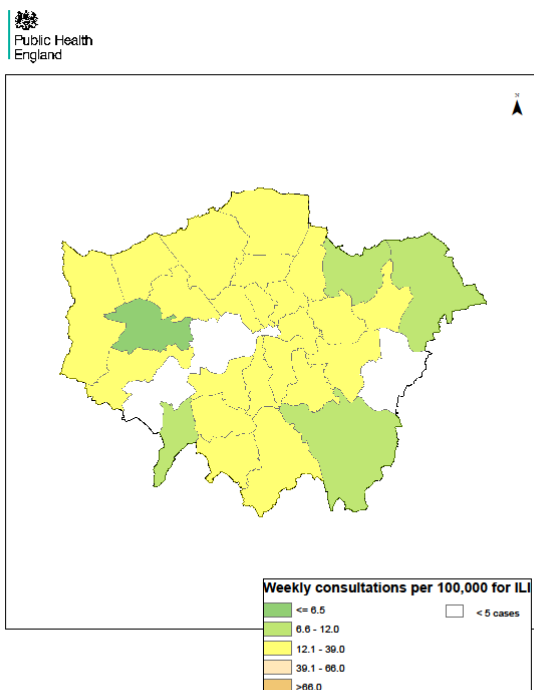 Public Health
England
N
Weekly consultations per 100,000 for ILI
<= 6.5
< 5 cases
6.6 - 12.0
12.1 - 39.0
39.1 - 66.0
>66.0